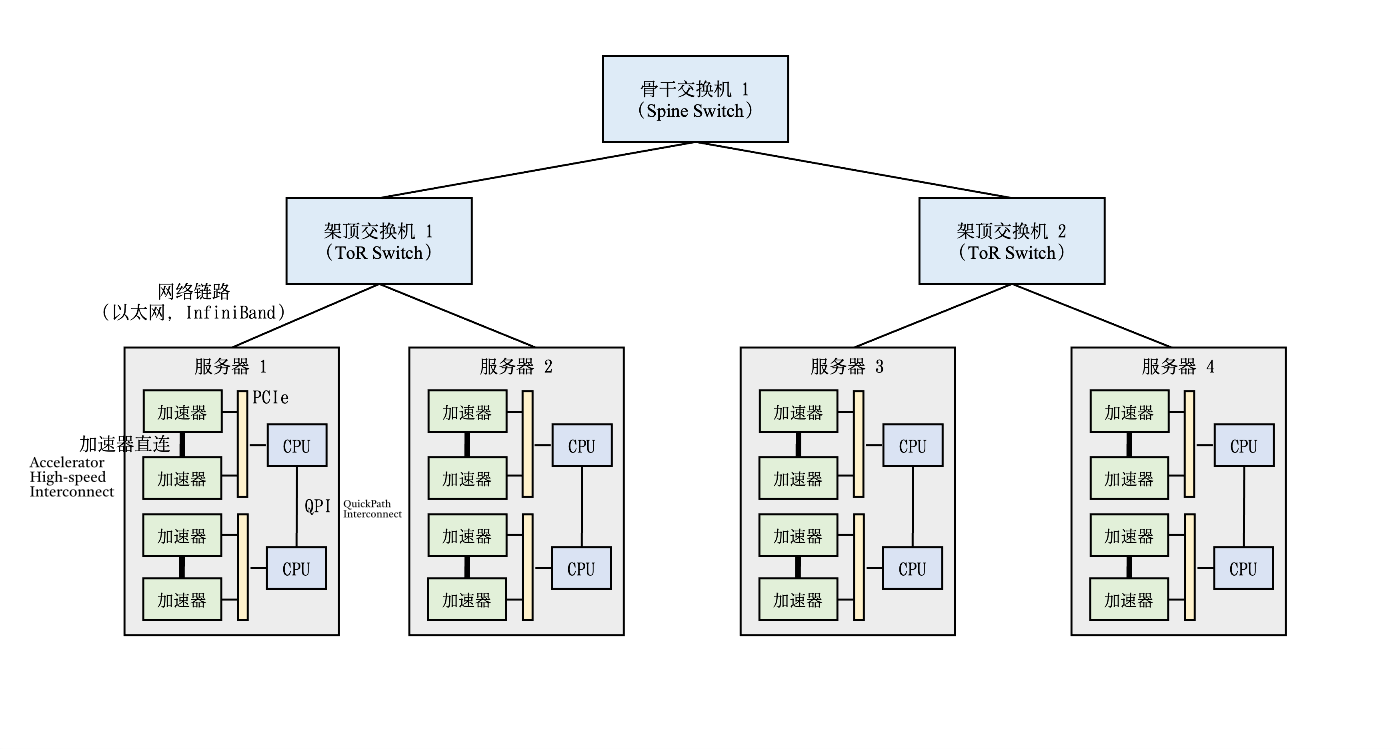 骨干交换机 1
（Spine Switch）
架顶交换机 1
（ToR Switch）
架顶交换机 2
（ToR Switch）
网络链路
（以太网，InfiniBand）
服务器 1
加速器
PCIe
CPU
加速器直连
Accelerator
High-speed
Interconnect
加速器
QPI
QuickPath
Interconnect
加速器
CPU
加速器
服务器 2
加速器
CPU
加速器
加速器
CPU
加速器
服务器 3
加速器
CPU
加速器
加速器
CPU
加速器
服务器 4
加速器
CPU
加速器
加速器
CPU
加速器